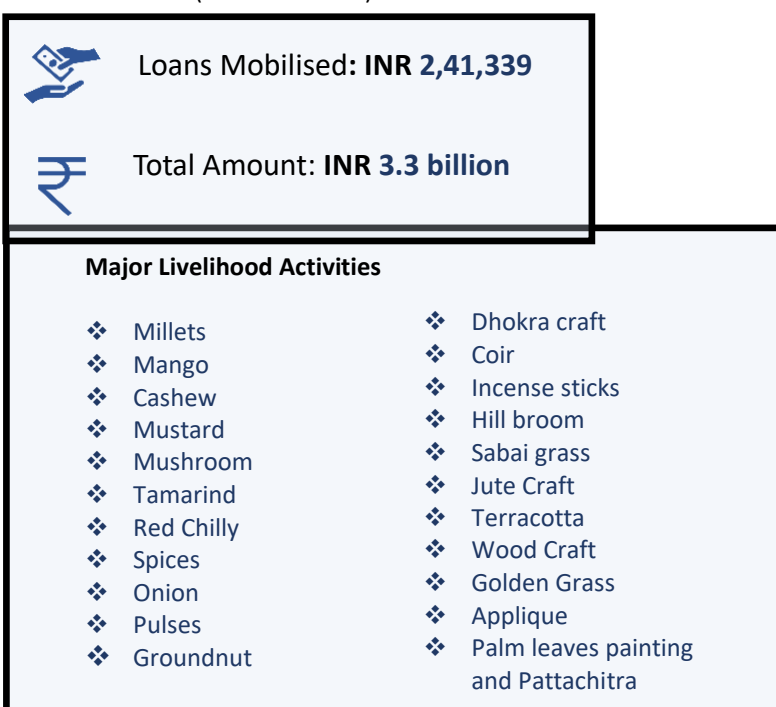 Loans Mobilised: INR 2,41,339
Total Amount: INR 3.3 billion
Major Livelihood Activities
❖ Millets
❖ Mango
❖ Cashew
❖ Mustard
❖ Mushroom
❖ Tamarind
❖ Red Chilly
❖ Spices
❖ Onion
❖ Pulses
❖ Groundnut
❖ Dhokra craft
❖ Coir
❖ Incense sticks
❖ Hill broom
❖ Sabai grass
❖ Jute Craft
❖ Terracotta
❖ Wood Craft
❖ Golden Grass
❖ Applique
❖ Palm leaves painting
and Pattachitra